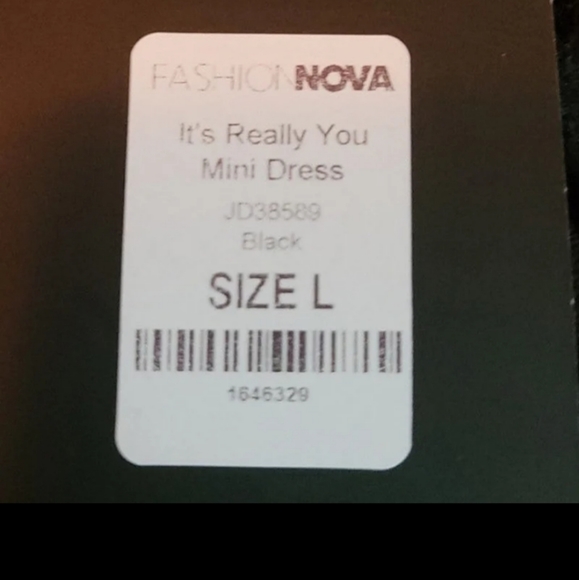 FASHIONNOVA
It's Really You
Mini Dress
JD38589
Black
SIZE L
1646329